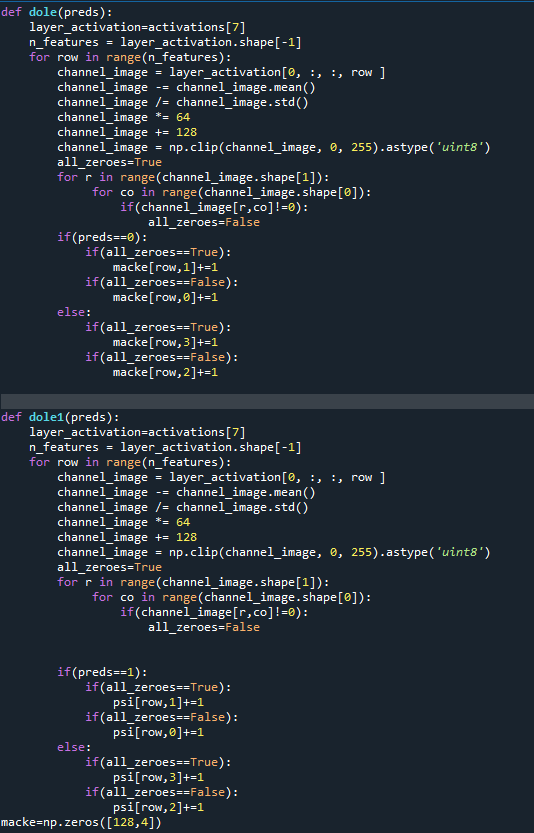 def dole(preds):
    layer_activation=activations[7]
    n_features = layer_activation.shape[-1]
    for row in range(n_features):
        channel_image = layer_activation[0, :, :, row ]
        channel_image -= channel_image.mean()
        channel_image /= channel_image.std()
        channel_image *= 64
        channel_image += 128
        channel_image = np.clip(channel_image, 0, 255).astype('uint8')
        all_zeroes=True
        for r in range(channel_image.shape[1]):
             for co in range(channel_image.shape[0]):
                 if(channel_image[r,co]!=0):
                     all_zeroes=False
        if(preds==0):
            if(all_zeroes==True):
                macke[row,1]+=1
            if(all_zeroes==False):
                macke[row,0]+=1
        else:
            if(all_zeroes==True):
                macke[row,3]+=1
            if(all_zeroes==False):
                macke[row,2]+=1

def dole1(preds):
    layer_activation=activations[7]
    n_features = layer_activation.shape[-1]
    for row in range(n_features):
        channel_image = layer_activation[0, :, :, row ]
        channel_image -= channel_image.mean()
        channel_image /= channel_image.std()
        channel_image *= 64
        channel_image += 128
        channel_image = np.clip(channel_image, 0, 255).astype('uint8')
        all_zeroes=True
        for r in range(channel_image.shape[1]):
             for co in range(channel_image.shape[0]):
                 if(channel_image[r,co]!=0):
                     all_zeroes=False

        if(preds==1):
            if(all_zeroes==True):
                psi[row,1]+=1
            if(all_zeroes==False):
                psi[row,0]+=1
        else:
            if(all_zeroes==True):
                psi[row,3]+=1
            if(all_zeroes==False):
                psi[row,2]+=1
macke=np.zeros([128,4])